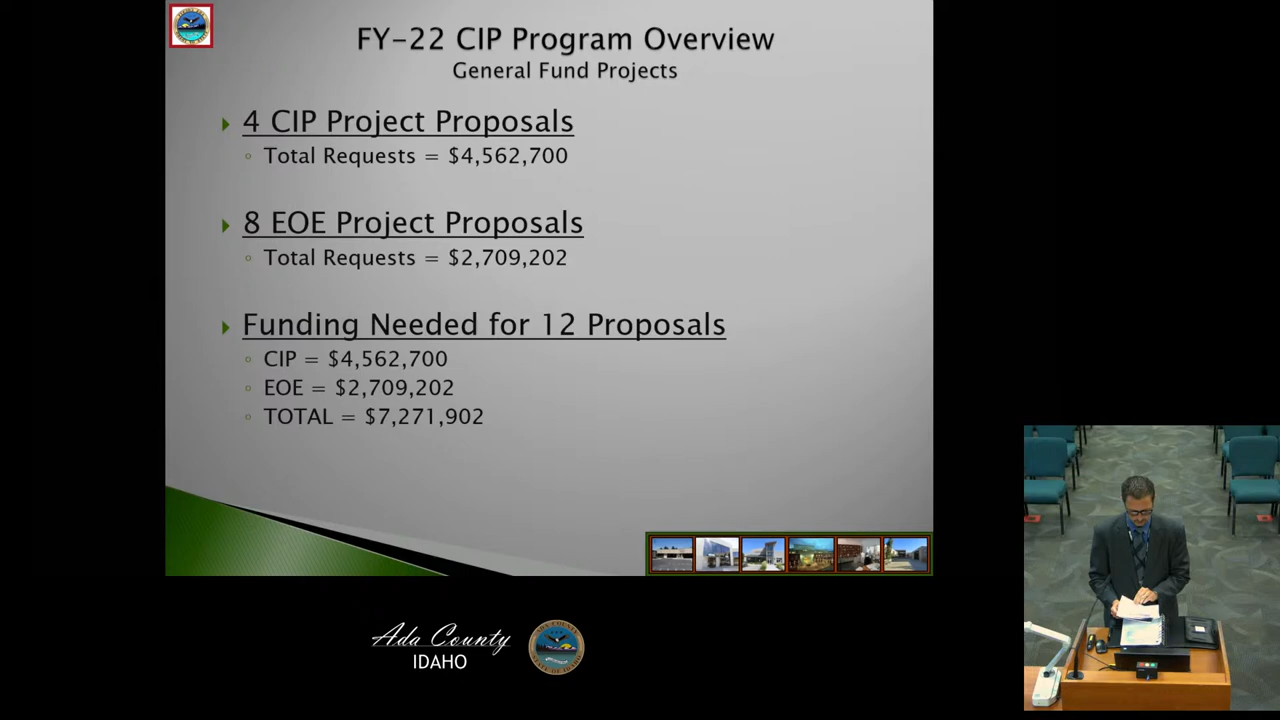 FY-22 CIP Program Overview
General Fund Projects
4 CIP Project Proposals
Total Requests = $4,562,700
8 EOE Project Proposals
Total Requests = $2,709,202
Funding Needed for 12 Proposals
CIP = $4,562,700
EOE = $2,709,202
TOTAL = $7,271,902
Ada County
IDAHO